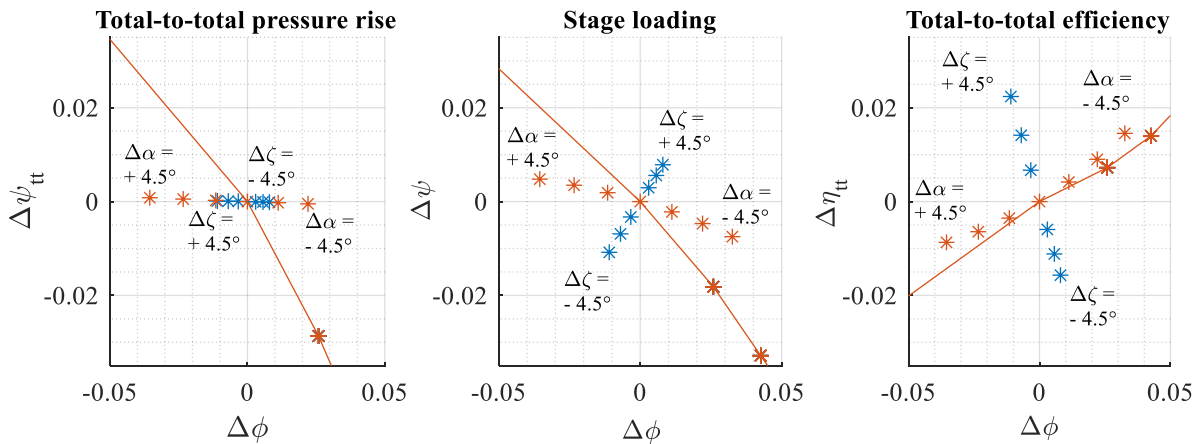 Total-to-total pressure rise
Δψtt
0.02
0
-0.02
-0.05
0
0.05
Δϕ
Δα =
+ 4.5°
Δζ =
- 4.5°
Δζ =
+ 4.5°
Δα =
- 4.5°
Stage loading
Δψ
0.02
0
-0.02
-0.05
0
0.05
Δϕ
Δζ =
+ 4.5°
Δα =
+ 4.5°
Δα =
- 4.5°
Δζ =
- 4.5°
Total-to-total efficiency
Δηtt
0.02
0
-0.02
-0.05
0
0.05
Δϕ
Δζ =
+ 4.5°
Δα =
- 4.5°
Δα =
+ 4.5°
Δζ =
- 4.5°